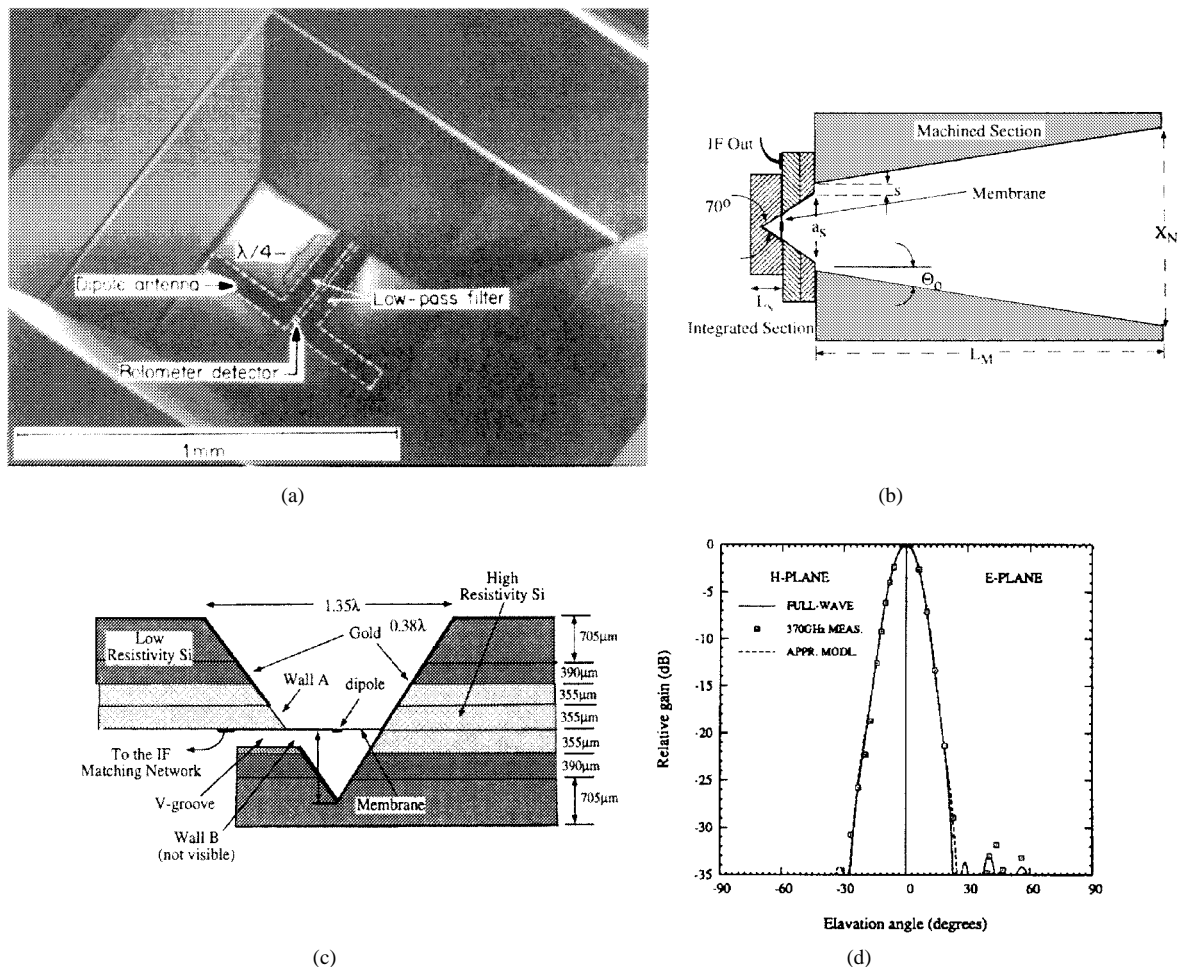 λ/4
Dipole antenna
Low-pass filter
Bolometer detector
1mm
(a)
Machined Section
IF Out
s
Membrane
70°
a_S
X_N
Θ_o
L_s
Integrated Section
L_M
(b)
High
Resistivity Si
1.35λ
Gold
0.38λ
Low
Resistivity Si
705μm
390μm
Wall A
dipole
355μm
355μm
355μm
To the IF
Matching Network
390μm
V-groove
Membrane
705μm
Wall B
(not visible)
(c)
H-PLANE
E-PLANE
FULL-WAVE
370GHz MEAS.
APPR. MODL.
Relative gain (dB)
0
-5
-10
-15
-20
-25
-30
-35
-90
-60
-30
0
30
60
90
Elavation angle (degrees)
(d)